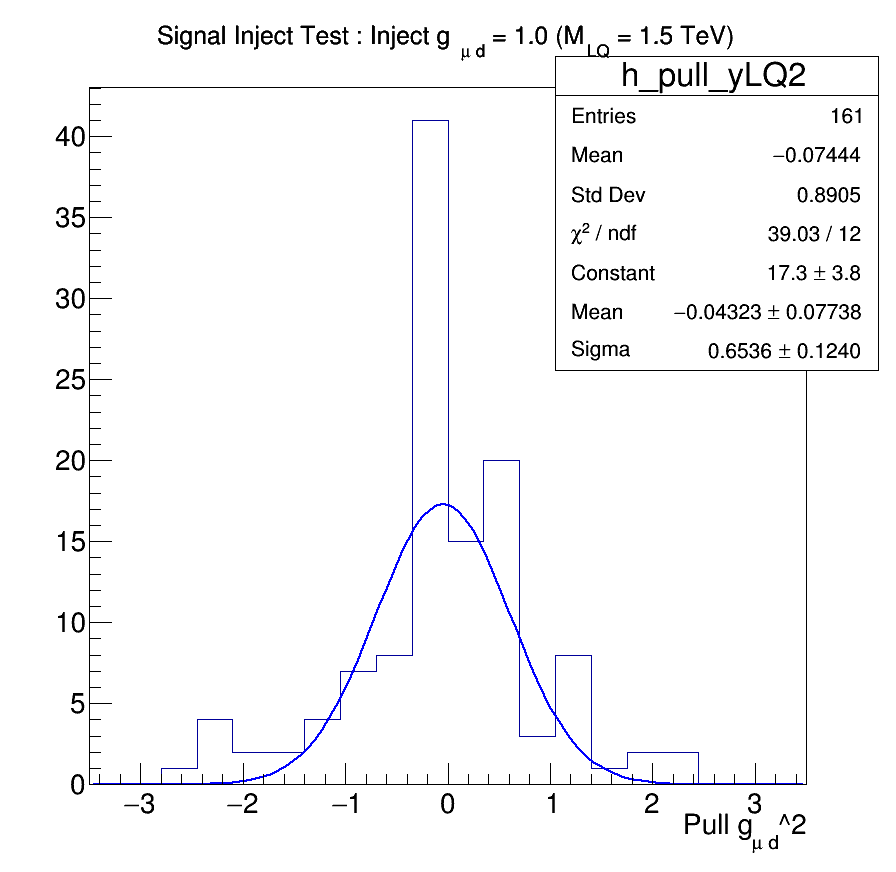 Signal Inject Test : Inject g μ d = 1.0 (M LQ = 1.5 TeV)
h_pull_yLQ2
Entries 161
Mean −0.07444
Std Dev 0.8905
χ² / ndf 39.03 / 12
Constant 17.3 ± 3.8
Mean −0.04323 ± 0.07738
Sigma 0.6536 ± 0.1240
40
35
30
25
20
15
10
5
0
−3 −2 −1 0 1 2 3
Pull g μ d^2